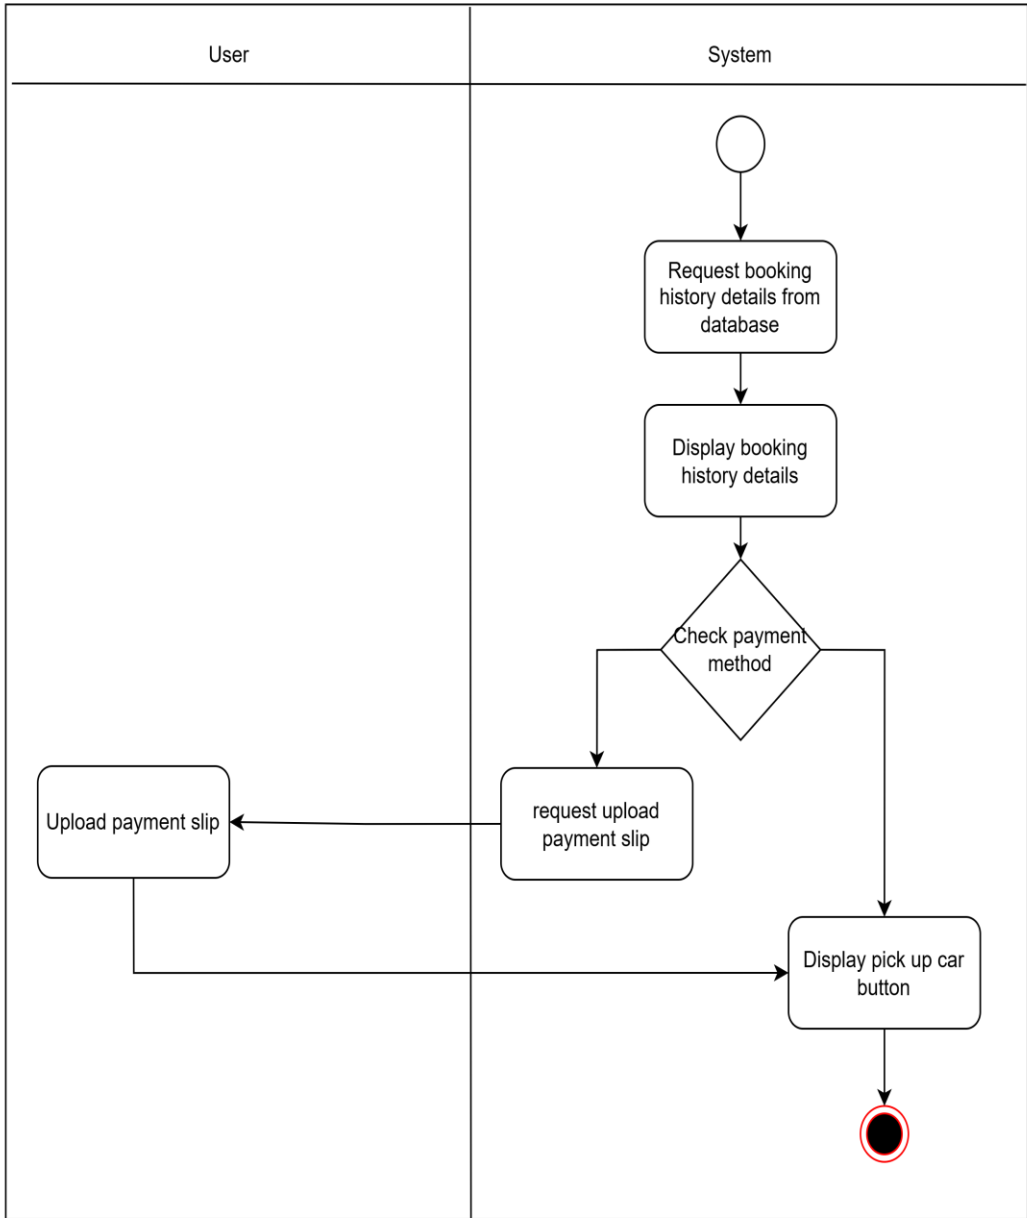 User
System
Request booking
history details from
database
Display booking
history details
Check payment
method
Upload payment slip
request upload
payment slip
Display pick up car
button